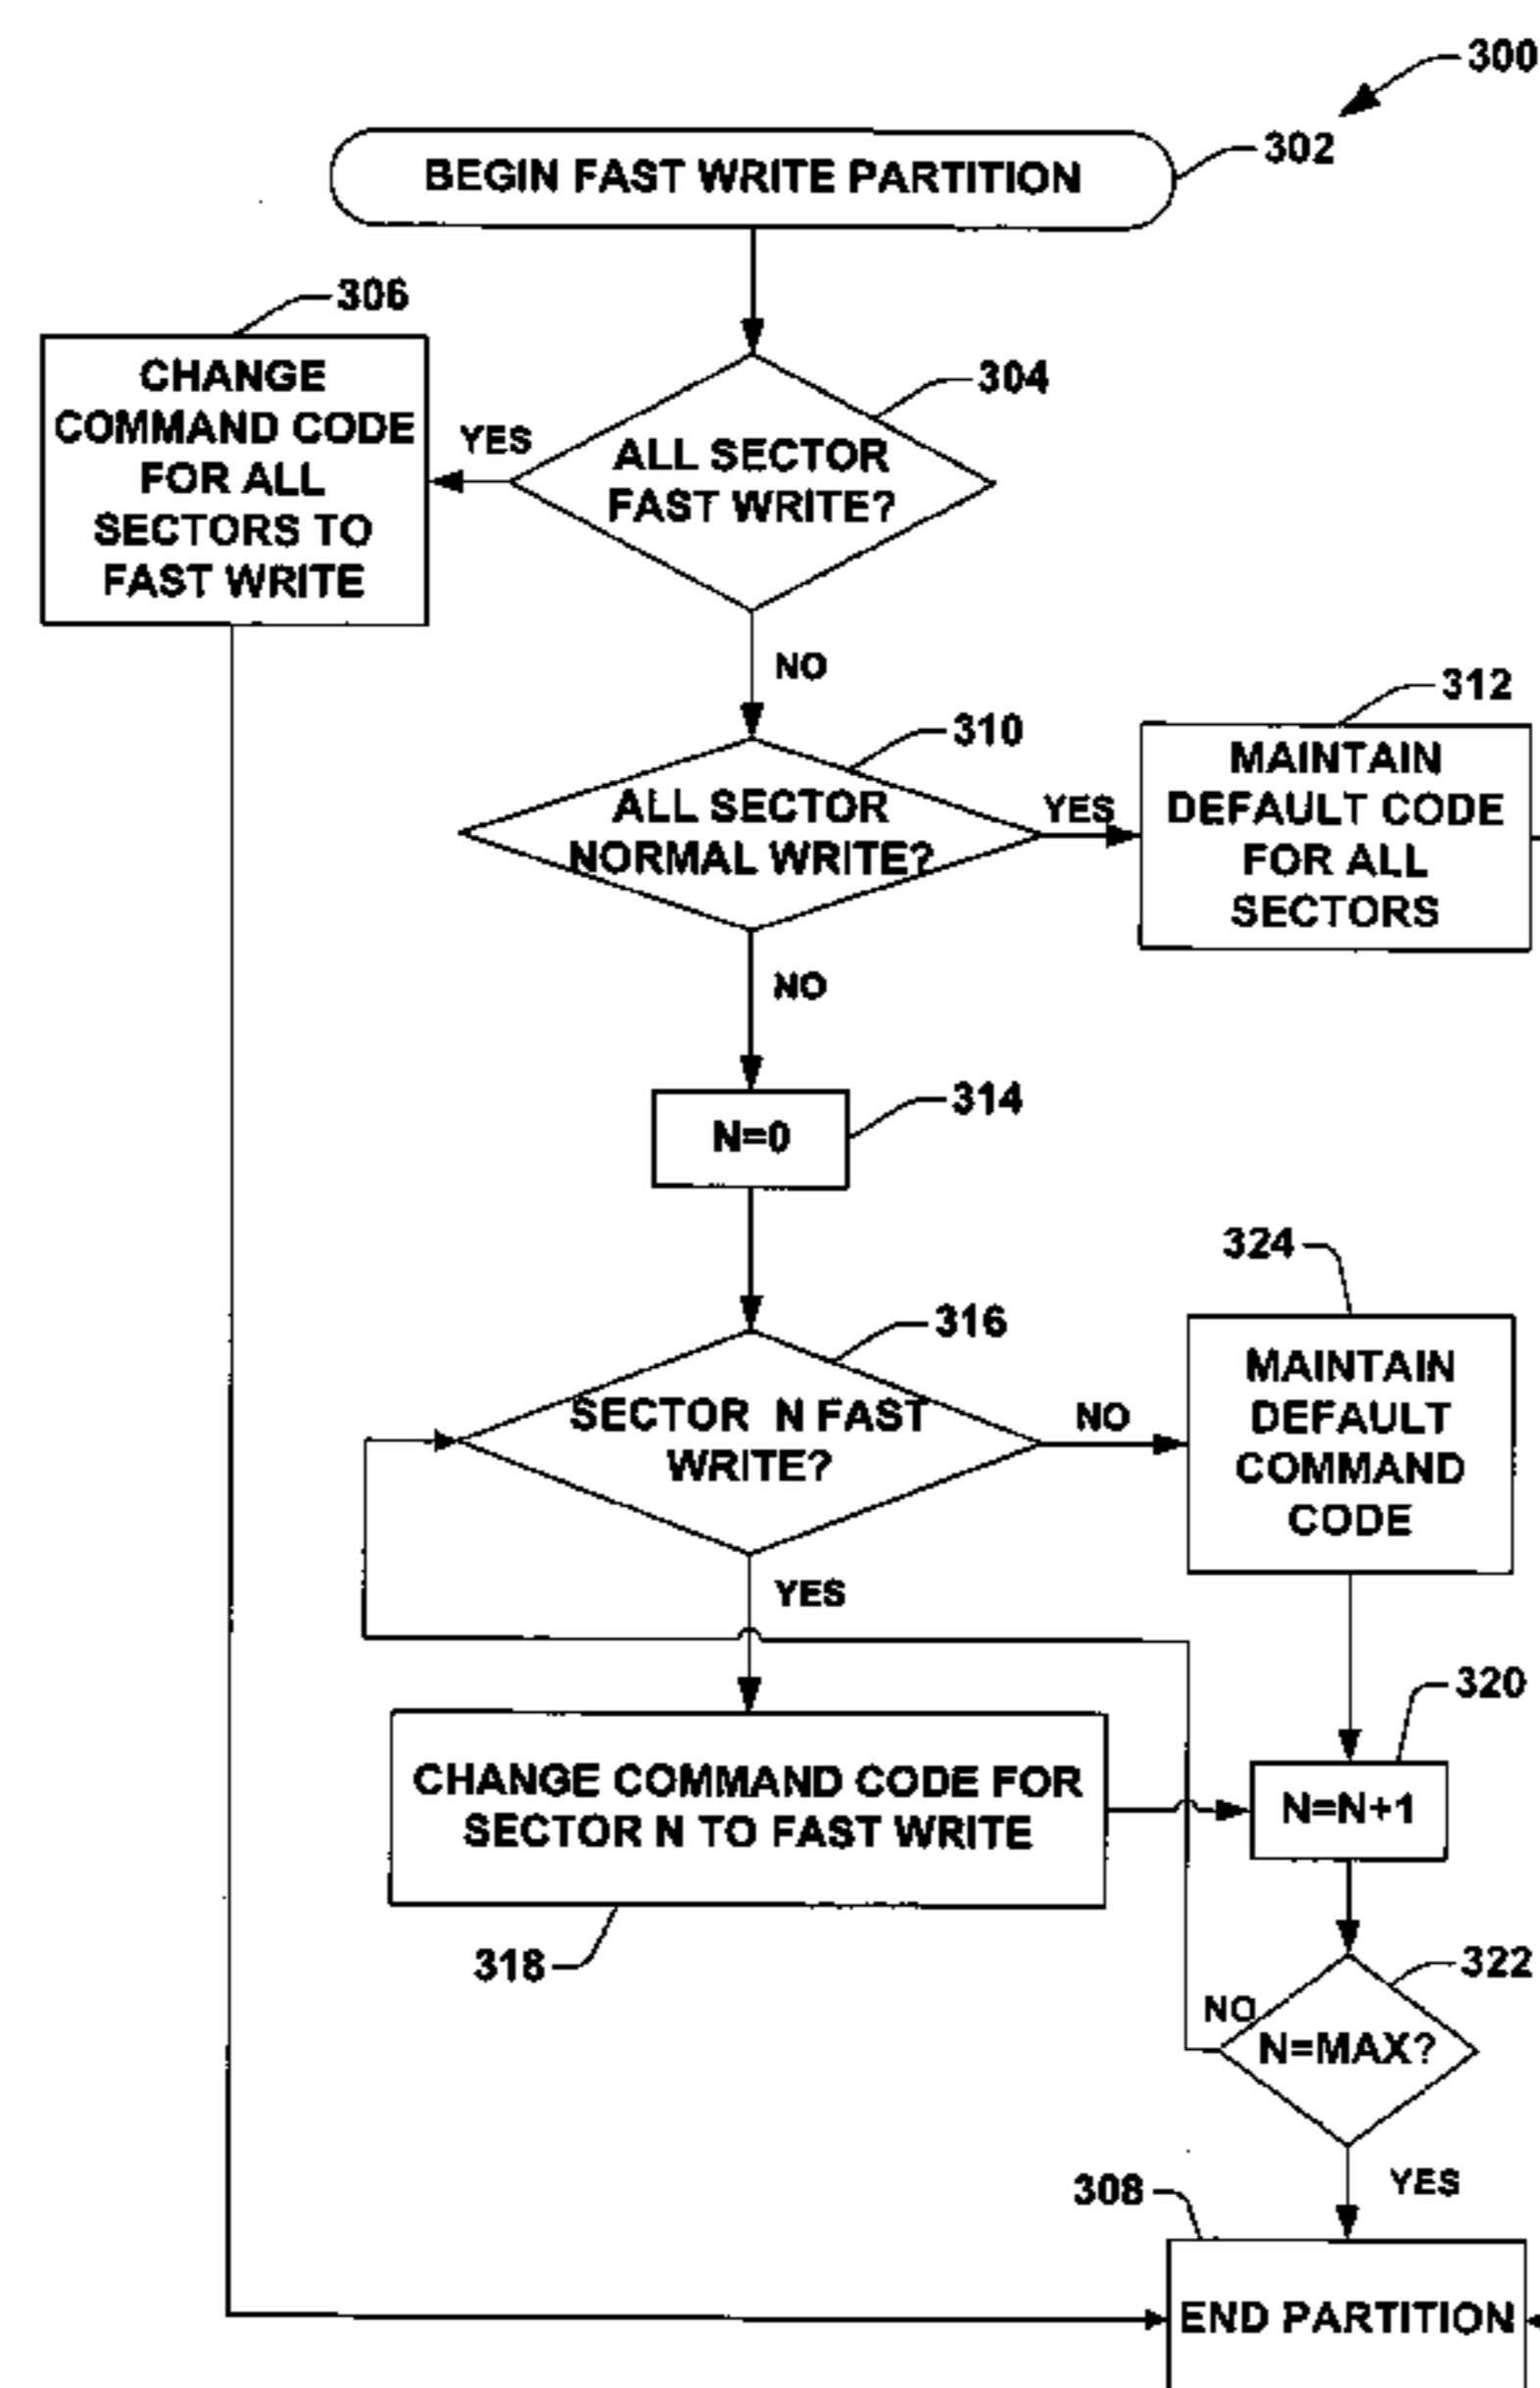 300
BEGIN FAST WRITE PARTITION
302
306
CHANGE
COMMAND CODE
FOR ALL
SECTORS TO
FAST WRITE
YES
304
ALL SECTOR
FAST WRITE?
NO
310
ALL SECTOR
NORMAL WRITE?
YES
312
MAINTAIN
DEFAULT CODE
FOR ALL
SECTORS
NO
314
N=0
316
SECTOR N FAST
WRITE?
NO
324
MAINTAIN
DEFAULT
COMMAND
CODE
YES
CHANGE COMMAND CODE FOR
SECTOR N TO FAST WRITE
318
320
N=N+1
322
NO
N=MAX?
YES
308
END PARTITION